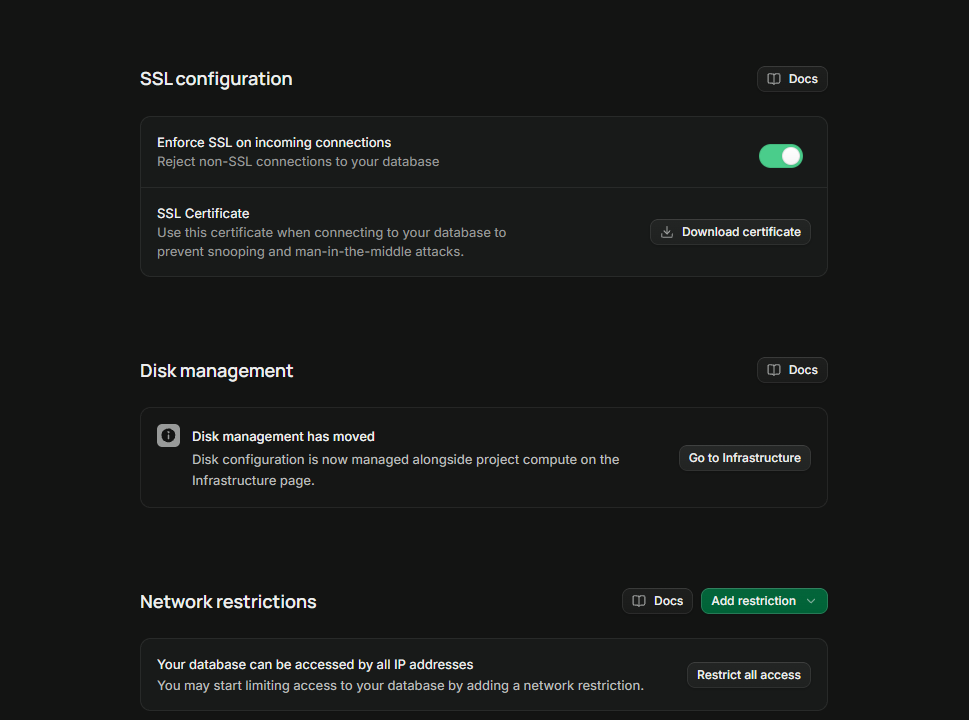 SSL configuration
Docs
Enforce SSL on incoming connections
Reject non-SSL connections to your database
SSL Certificate
Use this certificate when connecting to your database to
prevent snooping and man-in-the-middle attacks.
Download certificate
Disk management
Docs
Disk management has moved
Disk configuration is now managed alongside project compute on the
Infrastructure page.
Go to Infrastructure
Network restrictions
Docs
Add restriction
Your database can be accessed by all IP addresses
You may start limiting access to your database by adding a network restriction.
Restrict all access